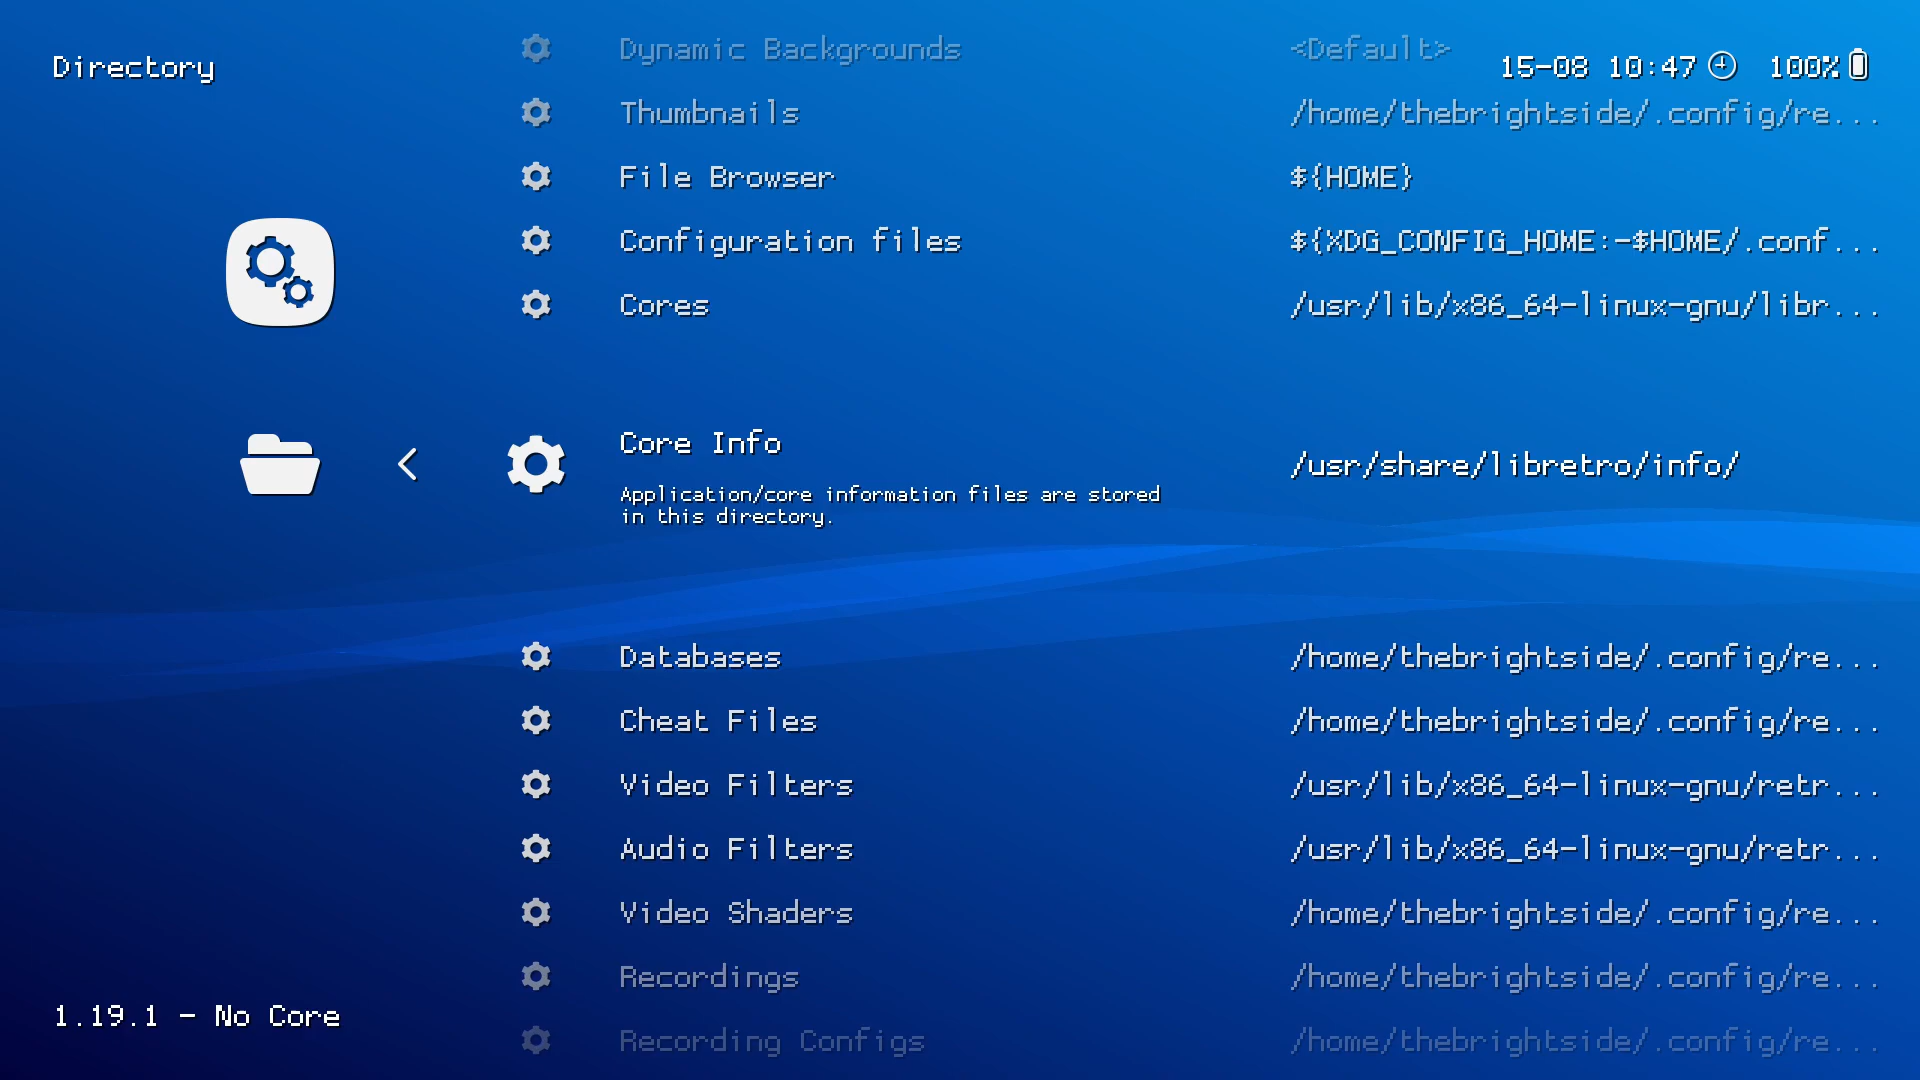 Directory
15-08 10:47 100%
Dynamic Backgrounds <Default>
Thumbnails /home/thebrightside/.config/re...
File Browser ${HOME}
Configuration files ${XDG_CONFIG_HOME:-$HOME/.conf...
Cores /usr/lib/x86_64-linux-gnu/libr...
Core Info /usr/share/libretro/info/
Application/core information files are stored
in this directory.
Databases /home/thebrightside/.config/re...
Cheat Files /home/thebrightside/.config/re...
Video Filters /usr/lib/x86_64-linux-gnu/retr...
Audio Filters /usr/lib/x86_64-linux-gnu/retr...
Video Shaders /home/thebrightside/.config/re...
Recordings /home/thebrightside/.config/re...
Recording Configs /home/thebrightside/.config/re...
1.19.1 - No Core